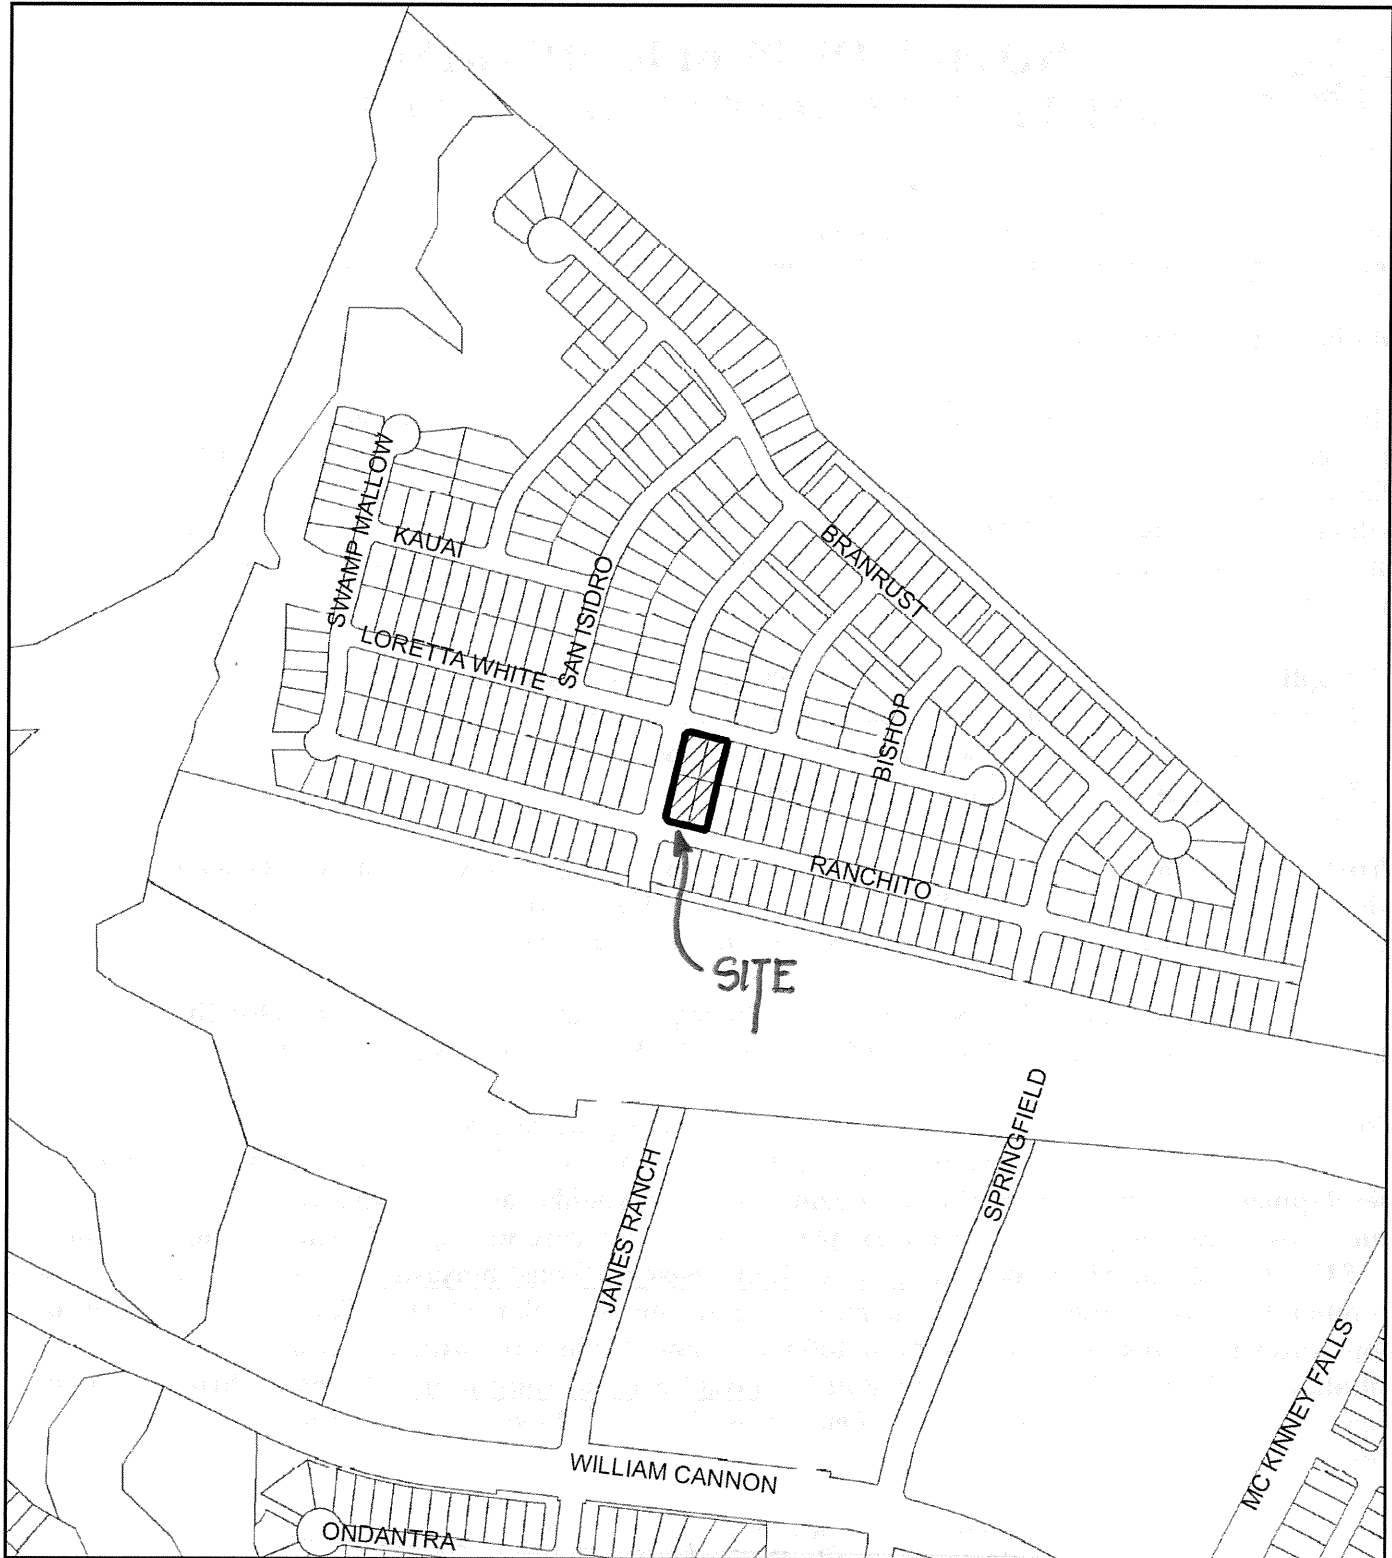 SWAMP MALLOW
KAUAI
BRANRUST
SAN ISIDRO
LORETTA WHITE
BISHOP
RANCHITO
SITE
SPRINGFIELD
JANES RANCH
MC KINNEY FALLS
WILLIAM CANNON
ONDANTRA